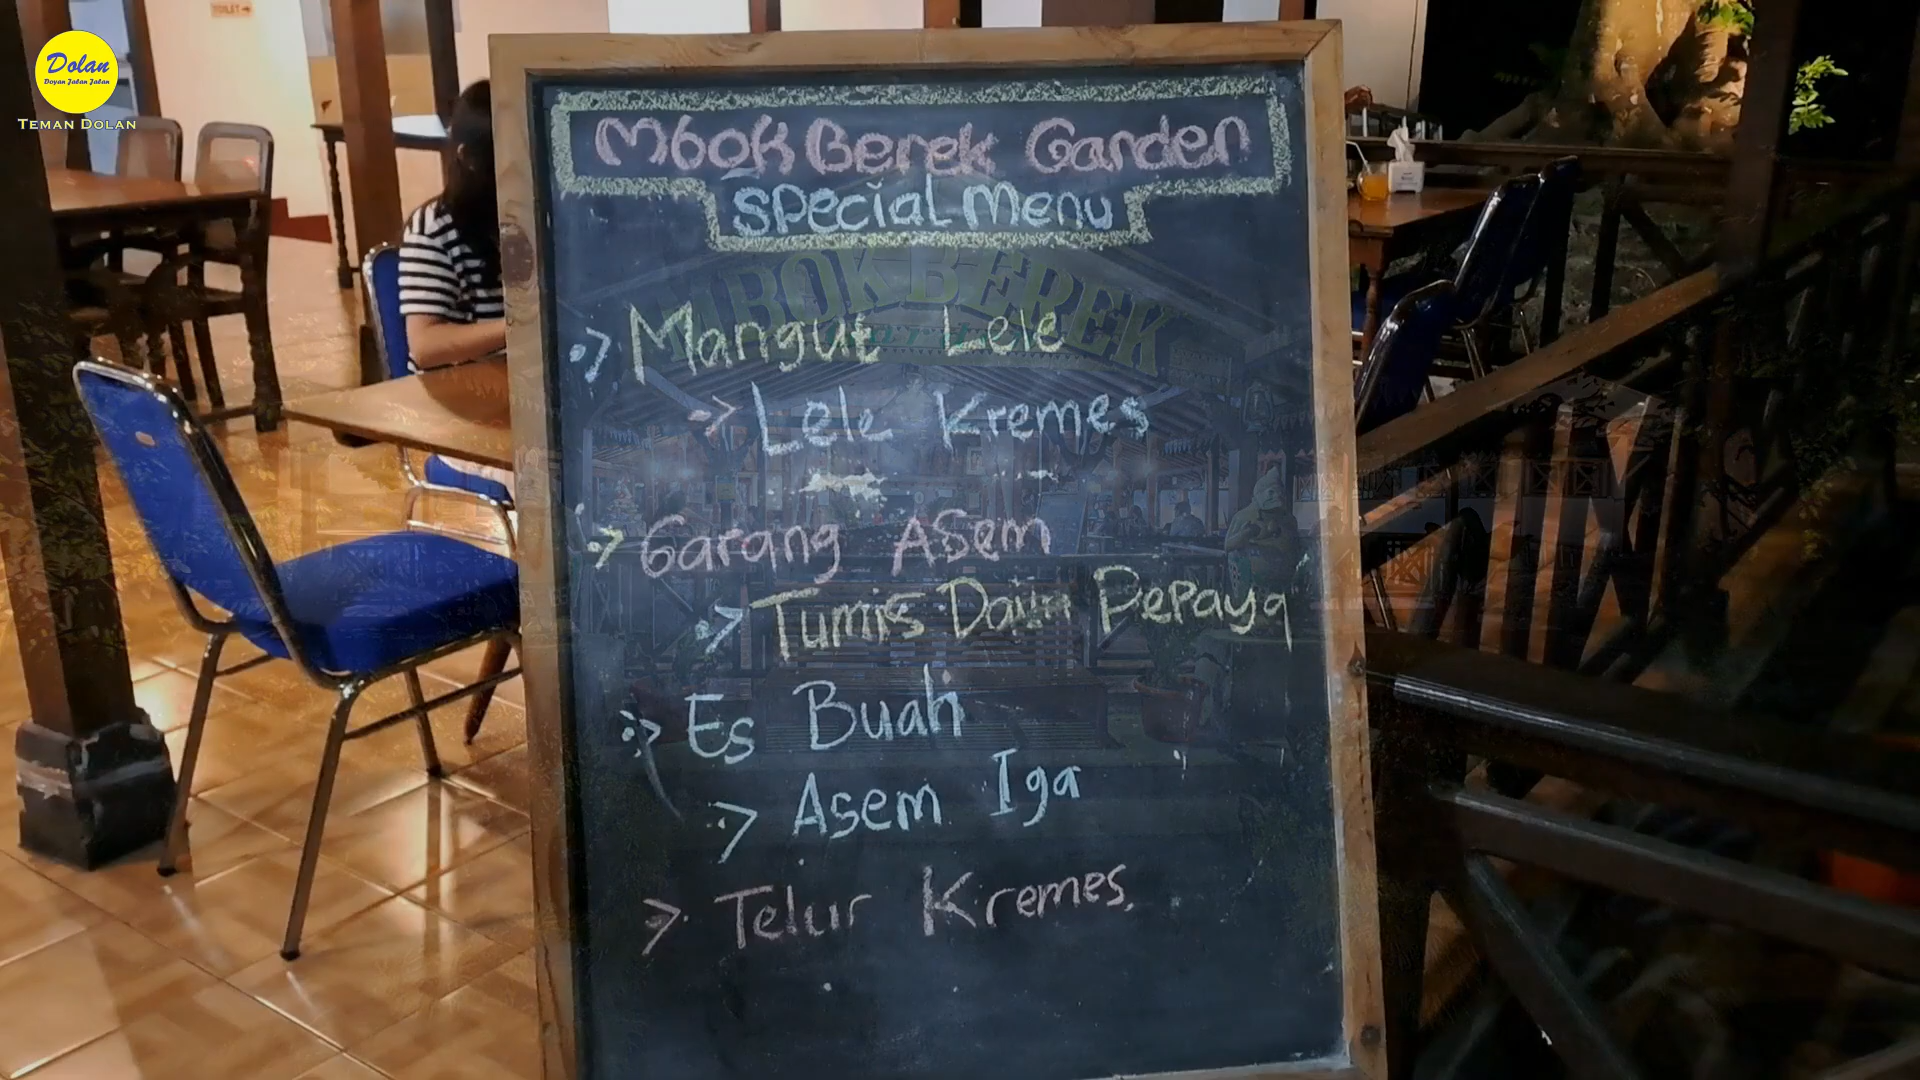 TOILET
Dolan
Doyan Jalan Jalan
TEMAN DOLAN
Mbok Berek Garden
Special Menu
MBOK BEREK
Mangut Lele
Lele Kremes
Garang Asem
Tumis Daun Pepaya
Es Buah
Asem Iga
Telur Kremes.